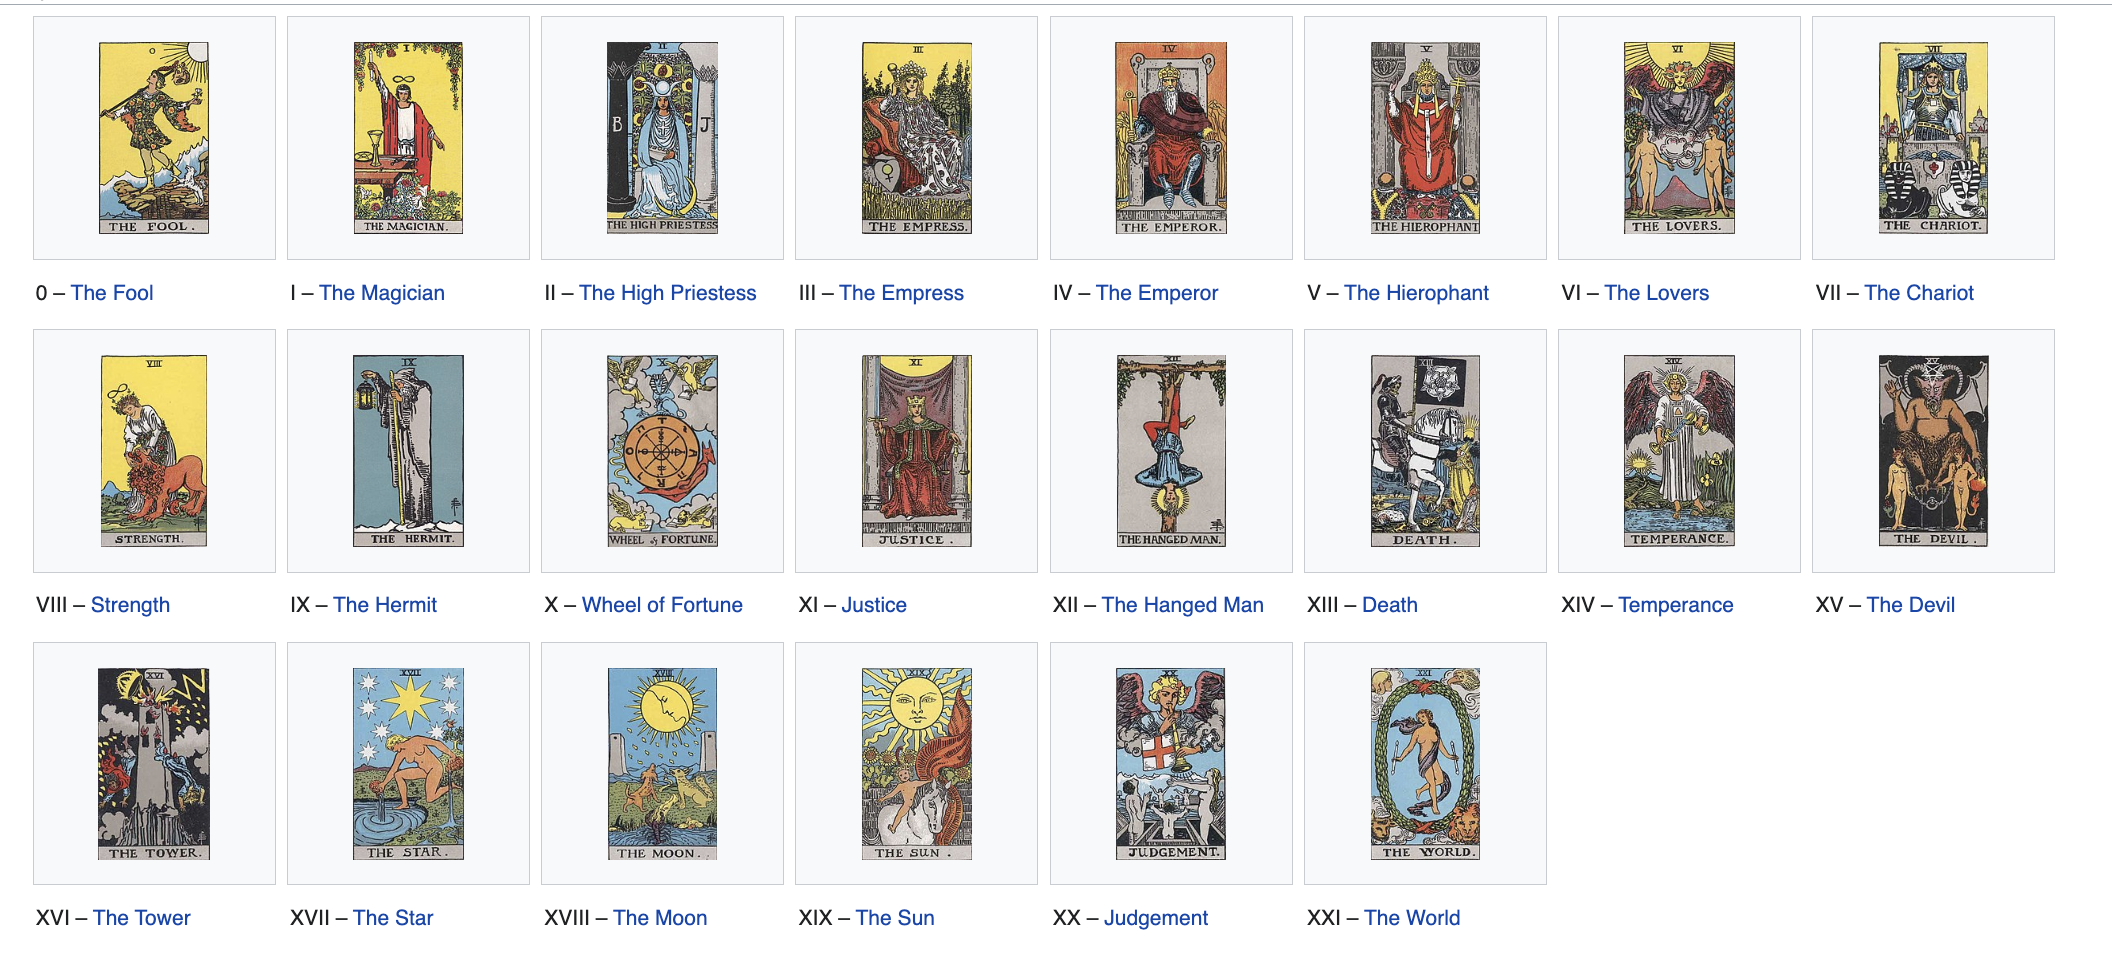 I
II
III
IV
V
VI
VII
B J
THE FOOL.
THE MAGICIAN.
THE HIGH PRIESTESS
THE EMPRESS.
THE EMPEROR.
THE HIEROPHANT
THE LOVERS.
THE CHARIOT.
0 – The Fool
I – The Magician
II – The High Priestess
III – The Empress
IV – The Emperor
V – The Hierophant
VI – The Lovers
VII – The Chariot
VIII
IX
X
XI
XII
XIII
XIV
XV
STRENGTH.
THE HERMIT.
WHEEL of FORTUNE.
JUSTICE .
THE HANGED MAN.
DEATH.
TEMPERANCE.
THE DEVIL .
VIII – Strength
IX – The Hermit
X – Wheel of Fortune
XI – Justice
XII – The Hanged Man
XIII – Death
XIV – Temperance
XV – The Devil
XVI
XVII
XVIII
XIX
XX
XXI
THE TOWER.
THE STAR.
THE MOON.
THE SUN .
JUDGEMENT.
THE WORLD.
XVI – The Tower
XVII – The Star
XVIII – The Moon
XIX – The Sun
XX – Judgement
XXI – The World